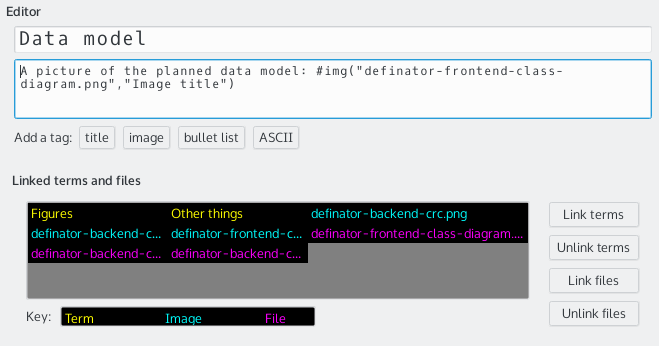 Editor
Data model
A picture of the planned data model: #img("definator-frontend-class-
diagram.png","Image title")
Add a tag: title image bullet list ASCII
Linked terms and files
Figures Other things definator-backend-crc.png
definator-backend-c... definator-frontend-c... definator-frontend-class-diagram....
definator-backend-c... definator-backend-c...
Link terms
Unlink terms
Link files
Unlink files
Key: Term Image File